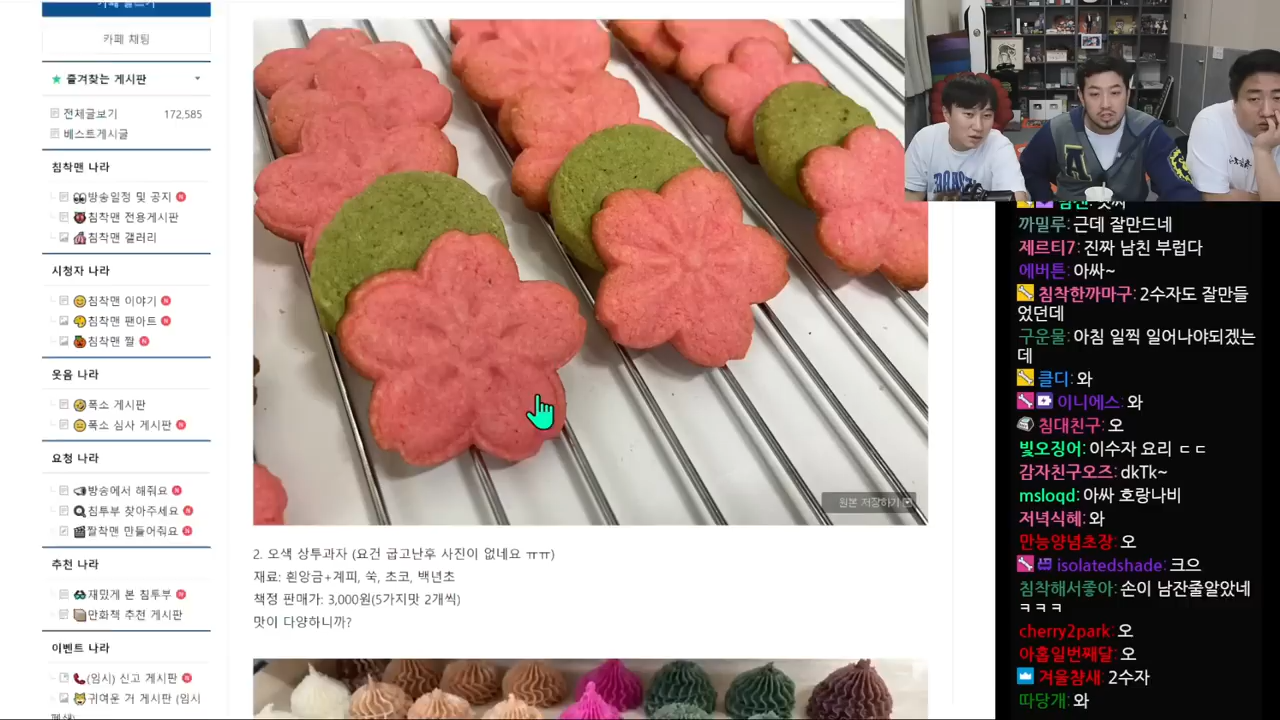 카페 글쓰기
카페 채팅
즐겨찾는 게시판
전체글보기 172,585
베스트게시글
침착맨 나라
방송일정 및 공지 N
침착맨 전용게시판
침착맨 갤러리
시청자 나라
침착맨 이야기 N
침착맨 팬아트 N
침착맨 짤 N
웃음 나라
폭소 게시판
폭소 심사 게시판 N
요청 나라
방송에서 해줘요 N
침투부 찾아주세요 N
짤착맨 만들어줘요 N
추천 나라
재밌게 본 침투부 N
만화책 추천 게시판
이벤트 나라
(임시) 신고 게시판 N
귀여운 거 게시판 (임시
원본 저장하기
2. 오색 상투과자 (요건 굽고난후 사진이 없네요 ㅠㅠ)
재료: 흰앙금+계피, 쑥, 초코, 백년초
책정 판매가: 3,000원(5가지맛 2개씩)
맛이 다양하니까?
A
까밀루: 근데 잘만드네
제르티7: 진짜 남친 부럽다
에버튼: 아싸~
침착한까마구: 2수자도 잘만들
었던데
구운물: 아침 일찍 일어나야되겠는
데
클디: 와
이니에스: 와
침대친구: 오
빛오징어: 이수자 요리 ㄷㄷ
감자친구오즈: dkTk~
msloqd: 아싸 호랑나비
저녁식혜: 와
만능양념초장: 오
isolatedshade: 크으
침착해서좋아: 손이 남잔줄알았네
ㅋㅋㅋ
cherry2park: 오
아홉일번째달: 오
겨울참새: 2수자
따당개: 와